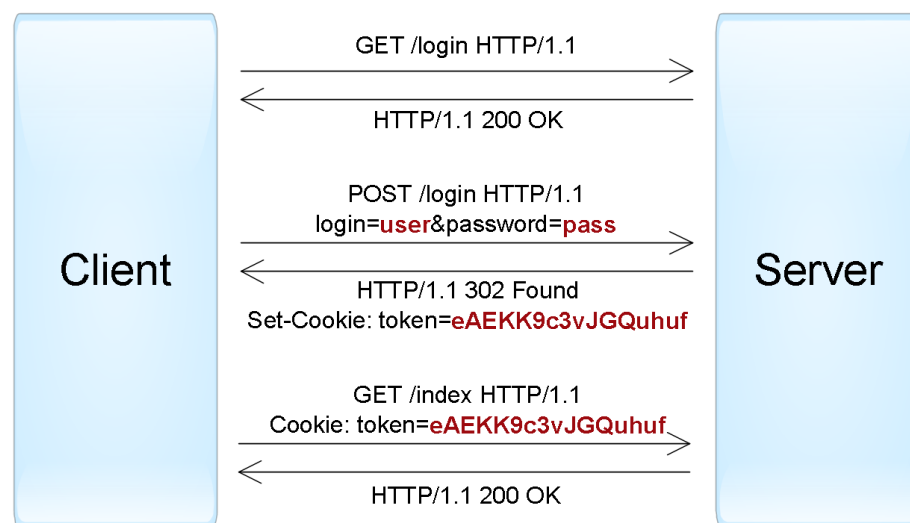 GET /login HTTP/1.1
HTTP/1.1 200 OK
POST /login HTTP/1.1
login=user&password=pass
Client
Server
HTTP/1.1 302 Found
Set-Cookie: token=eAEKK9c3vJGQuhuf
GET /index HTTP/1.1
Cookie: token=eAEKK9c3vJGQuhuf
HTTP/1.1 200 OK